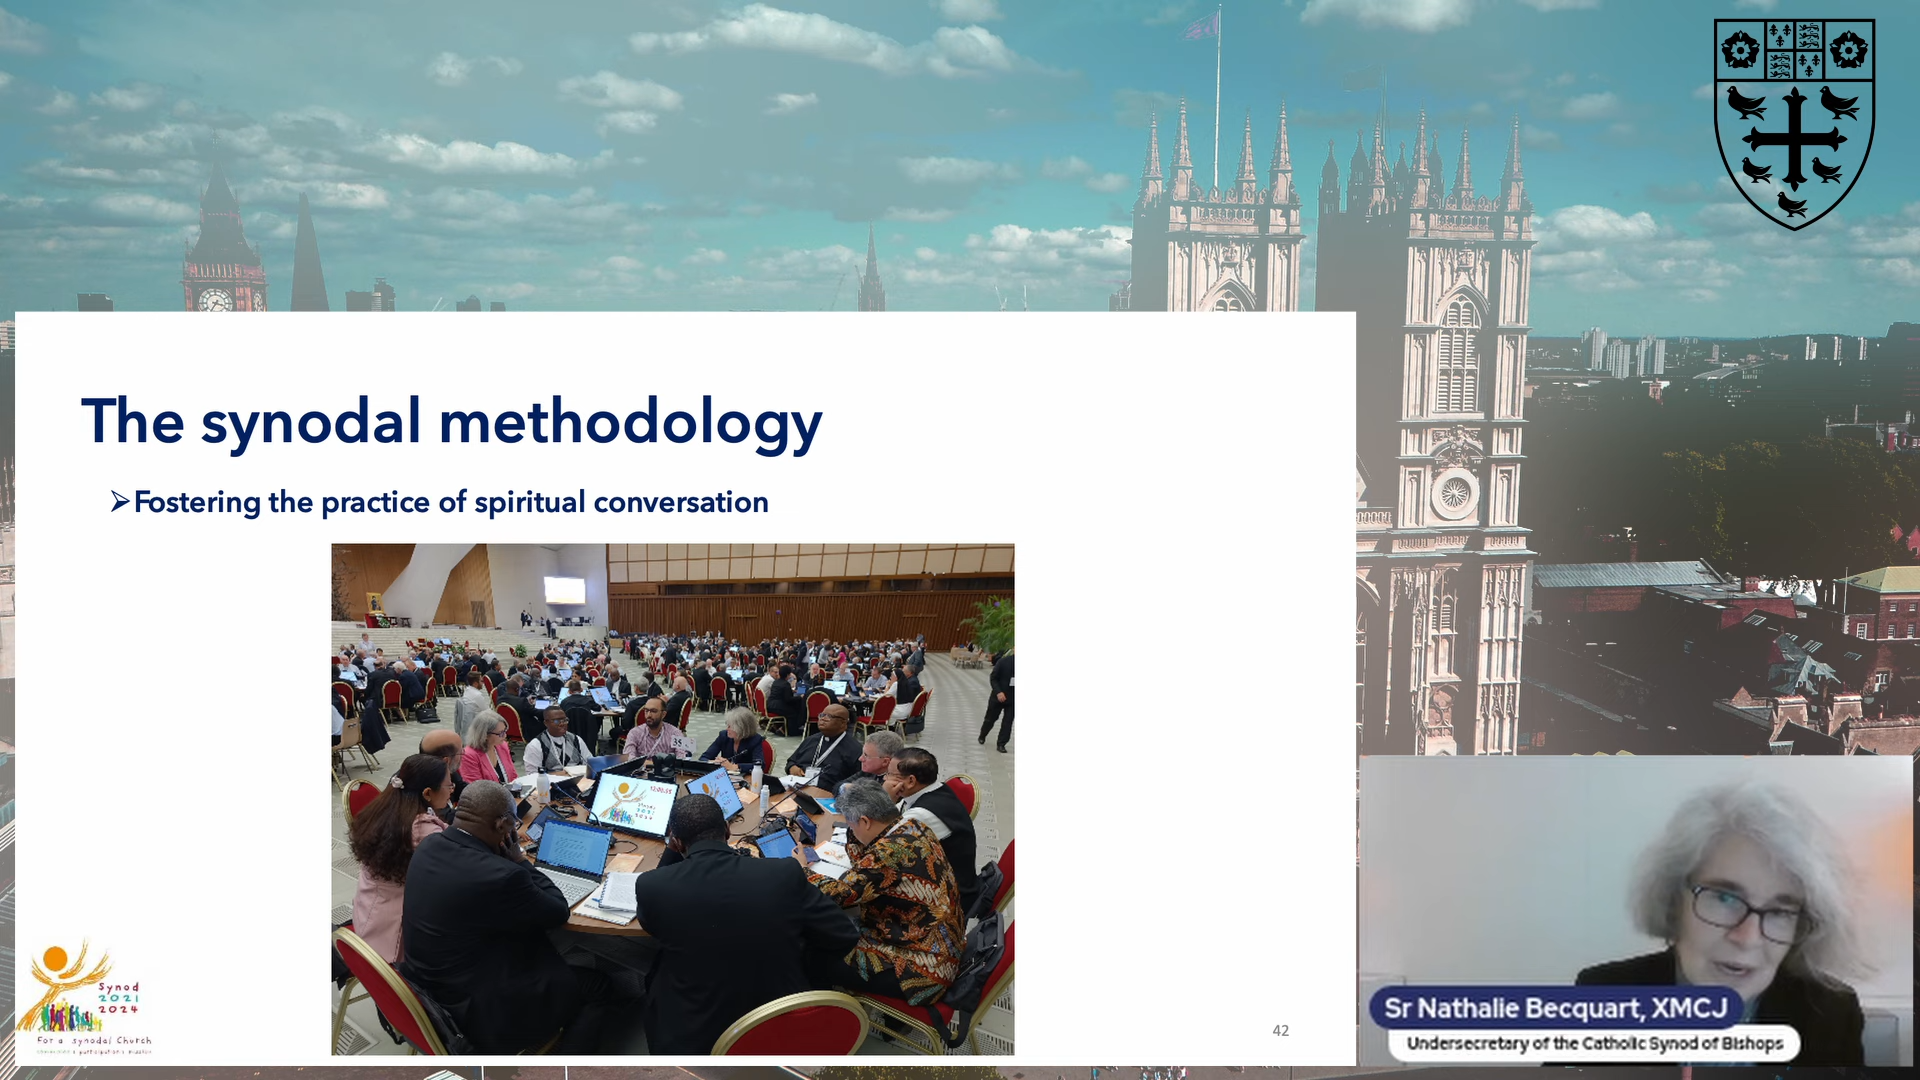 The synodal methodology
➢Fostering the practice of spiritual conversation
35
Synod
2021
2024
For a synodal Church
42
Sr Nathalie Becquart, XMCJ
Undersecretary of the Catholic Synod of Bishops